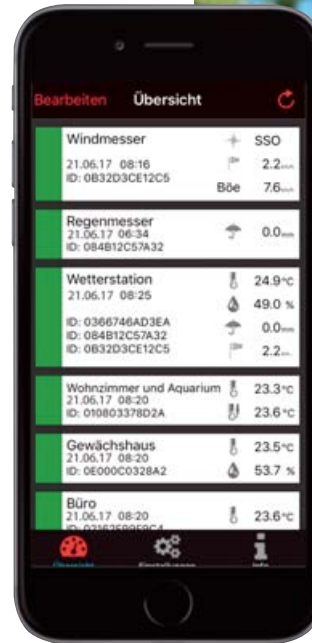 Bearbeiten Übersicht
Windmesser SSO
21.06.17 08:16 2.2
ID: 0B32D3CE12C5 Böe 7.6
Regenmesser
21.06.17 06:34 0.0
ID: 084B12C57A32
Wetterstation 24.9°C
21.06.17 08:25 49.0 %
ID: 0366746AD3EA 0.0
ID: 084B12C57A32
ID: 0B32D3CE12C5 2.2
Wohnzimmer und Aquarium 23.3°C
21.06.17 08:20
ID: 010803378D2A 23.6°C
Gewächshaus 23.5°C
21.06.17 08:20
ID: 0E000C0328A2 53.7 %
Büro
21.06.17 08:20 23.6°C
Übersicht Einstellungen Info